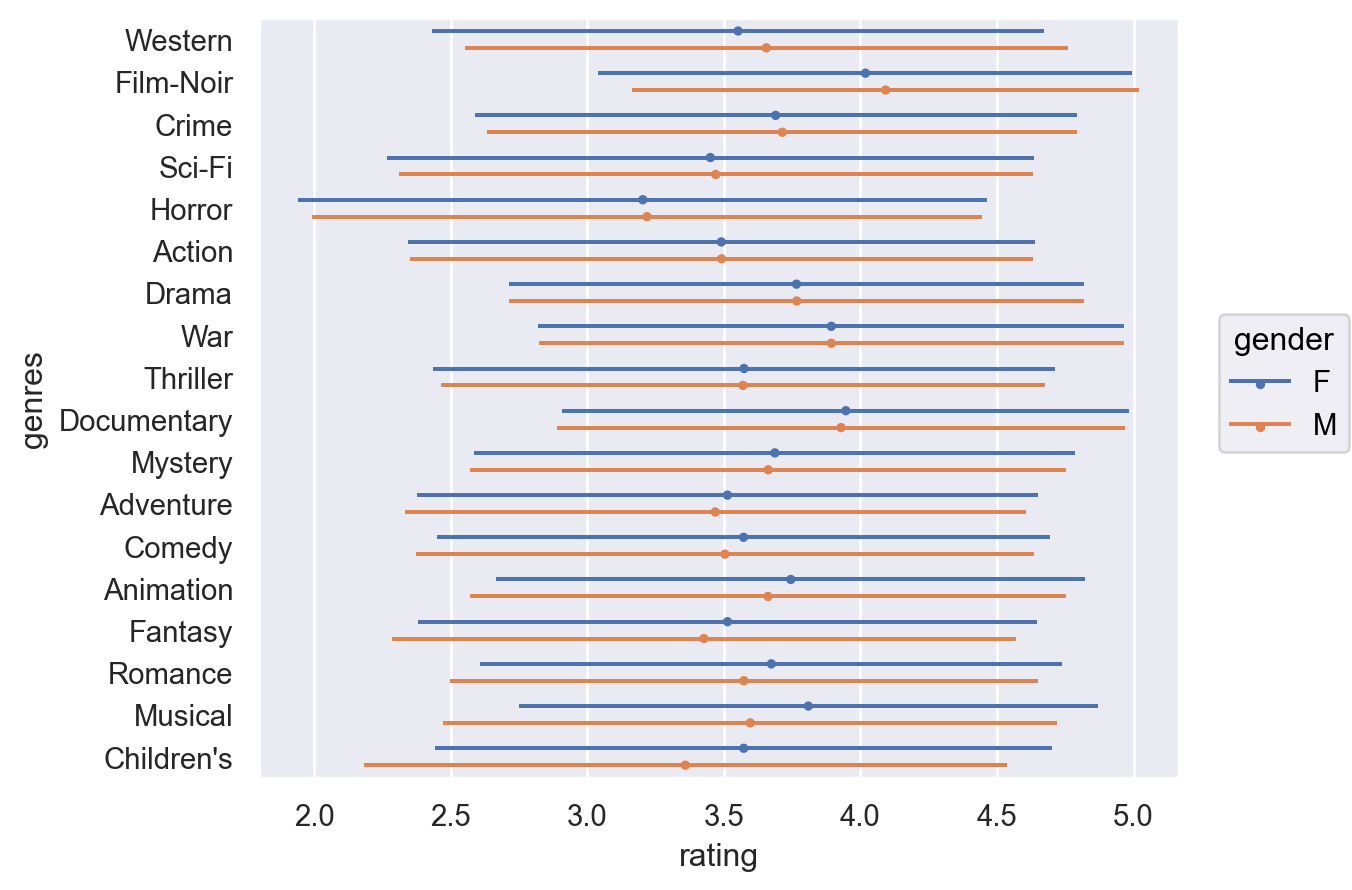 Western
Film-Noir
Crime
Sci-Fi
Horror
Action
Drama
War
Thriller
Documentary
Mystery
Adventure
Comedy
Animation
Fantasy
Romance
Musical
Children's
genres
2.0 2.5 3.0 3.5 4.0 4.5 5.0
rating
gender
F
M